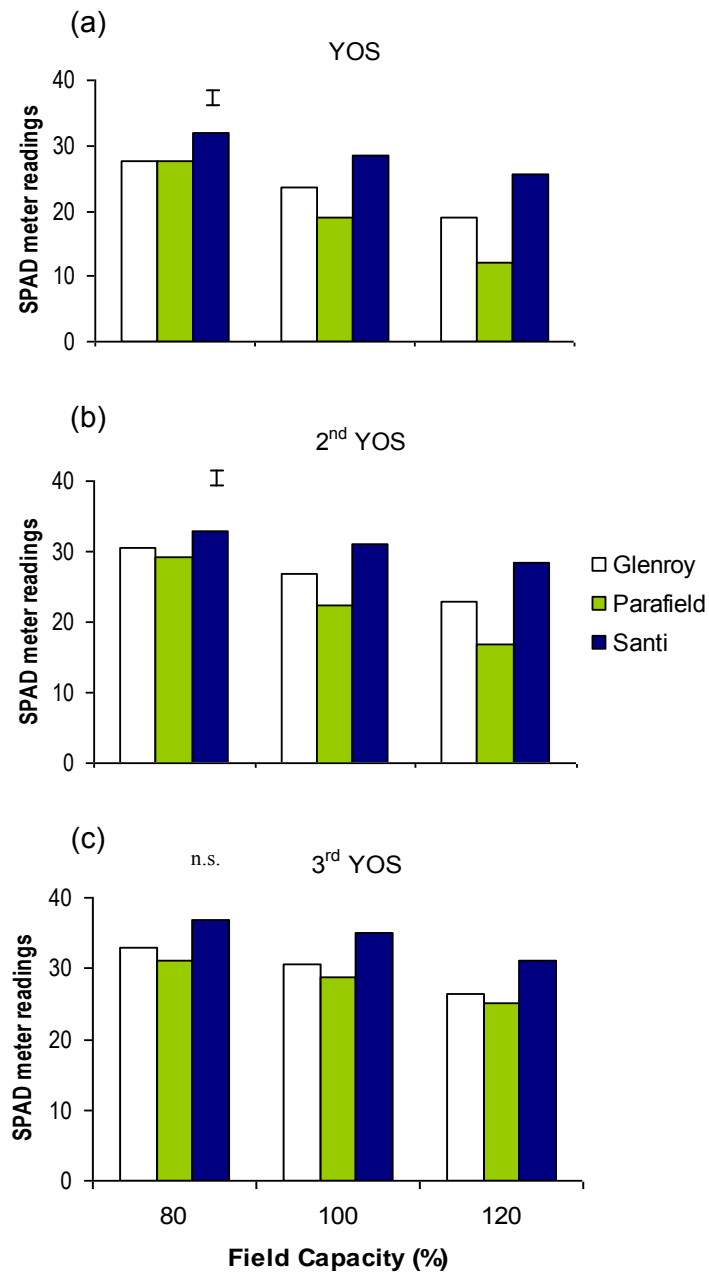 (a)
YOS
40
30
20
10
0
SPAD meter readings
(b)
2nd YOS
40
30
20
10
0
SPAD meter readings
Glenroy
Parafield
Santi
(c)
n.s. 3rd YOS
40
30
20
10
0
SPAD meter readings
80 100 120
Field Capacity (%)